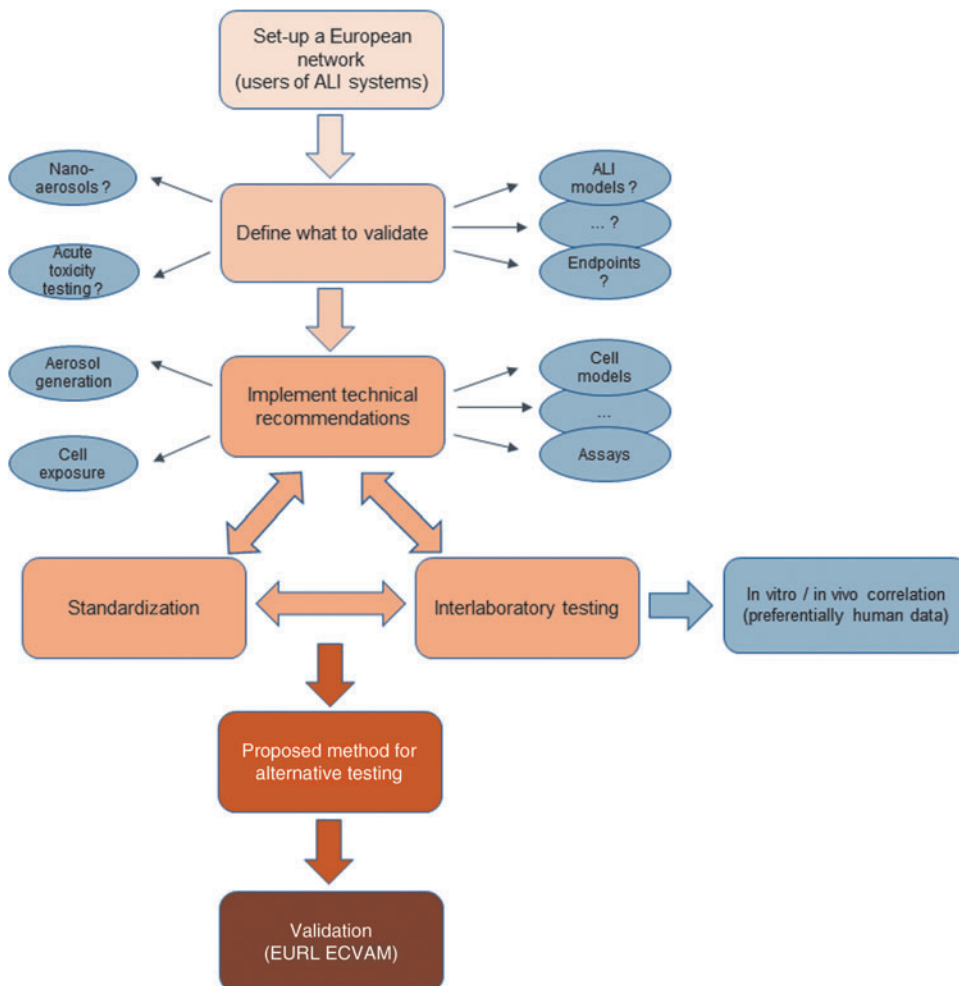 Set-up a European
network
(users of ALI systems)
Nano-
aerosols ?
ALI
models ?
... ?
Define what to validate
Acute
toxicity
testing ?
Endpoints
?
Aerosol
generation
Cell
models
Implement technical
recommendations
...
Cell
exposure
Assays
Standardization
Interlaboratory testing
In vitro / in vivo correlation
(preferentially human data)
Proposed method for
alternative testing
Validation
(EURL ECVAM)